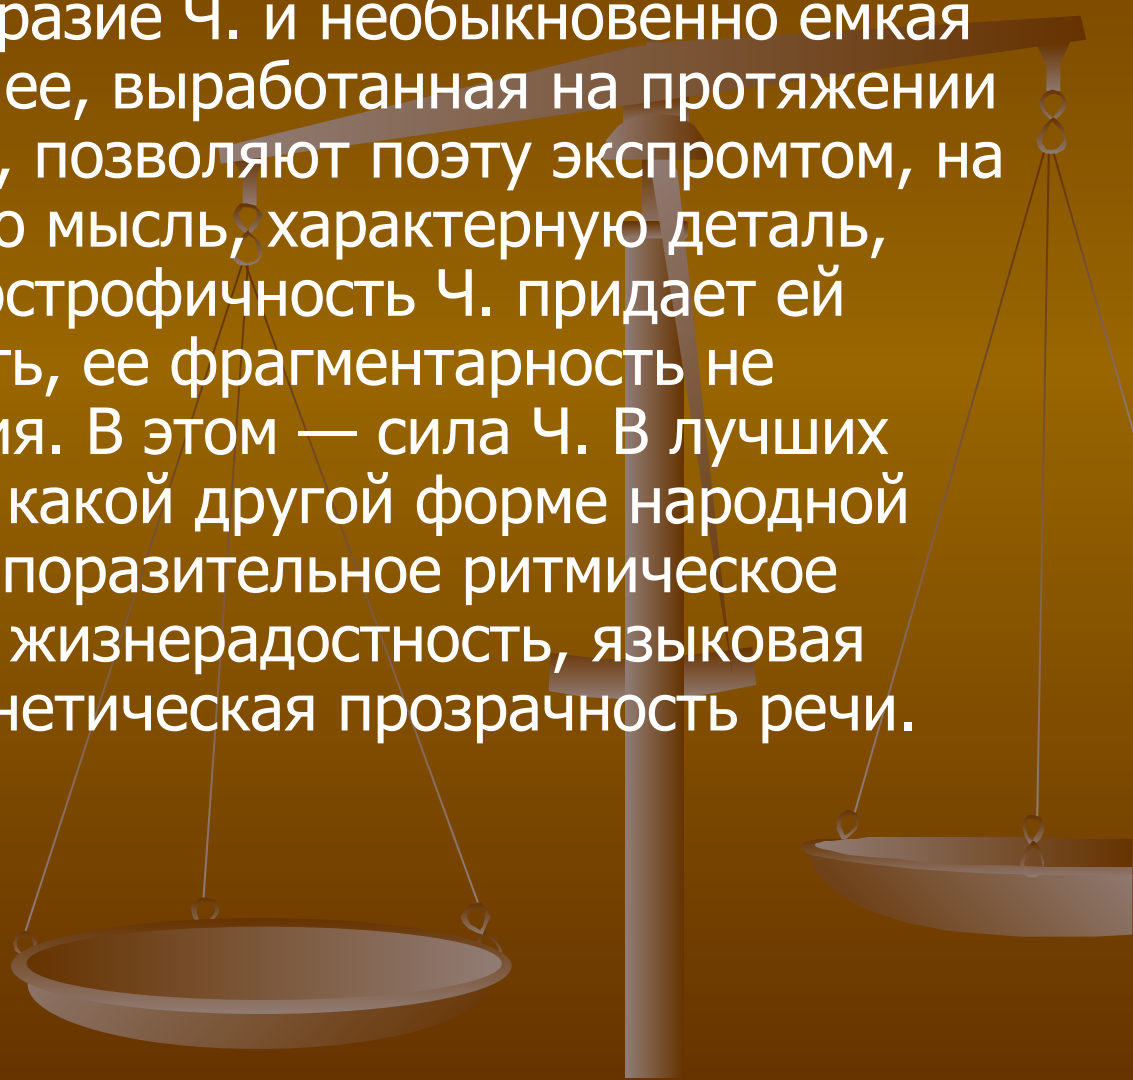 разие Ч. и необыкновенно емкая
ее, выработанная на протяжении
, позволяют поэту экспромтом, на
ю мысль, характерную деталь,
острофичность Ч. придает ей
ть, ее фрагментарность не
ия. В этом — сила Ч. В лучших
какой другой форме народной
поразительное ритмическое
жизнерадостность, языковая
нетическая прозрачность речи.